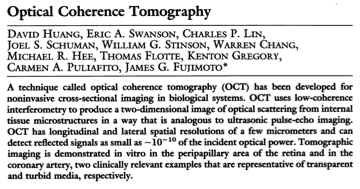 Optical Coherence Tomography
DAVID HUANG, ERIC A. SWANSON, CHARLES P. LIN,
JOEL S. SCHUMAN, WILLIAM G. STINSON, WARREN CHANG,
MICHAEL R. HEE, THOMAS FLOTTE, KENTON GREGORY,
CARMEN A. PULIAFITO, JAMES G. FUJIMOTO*
A technique called optical coherence tomography (OCT) has been developed for
noninvasive cross-sectional imaging in biological systems. OCT uses low-coherence
interferometry to produce a two-dimensional image of optical scattering from internal
tissue microstructures in a way that is analogous to ultrasonic pulse-echo imaging.
OCT has longitudinal and lateral spatial resolutions of a few micrometers and can
detect reflected signals as small as ~10⁻¹⁰ of the incident optical power. Tomographic
imaging is demonstrated in vitro in the peripapillary area of the retina and in the
coronary artery, two clinically relevant examples that are representative of transparent
and turbid media, respectively.